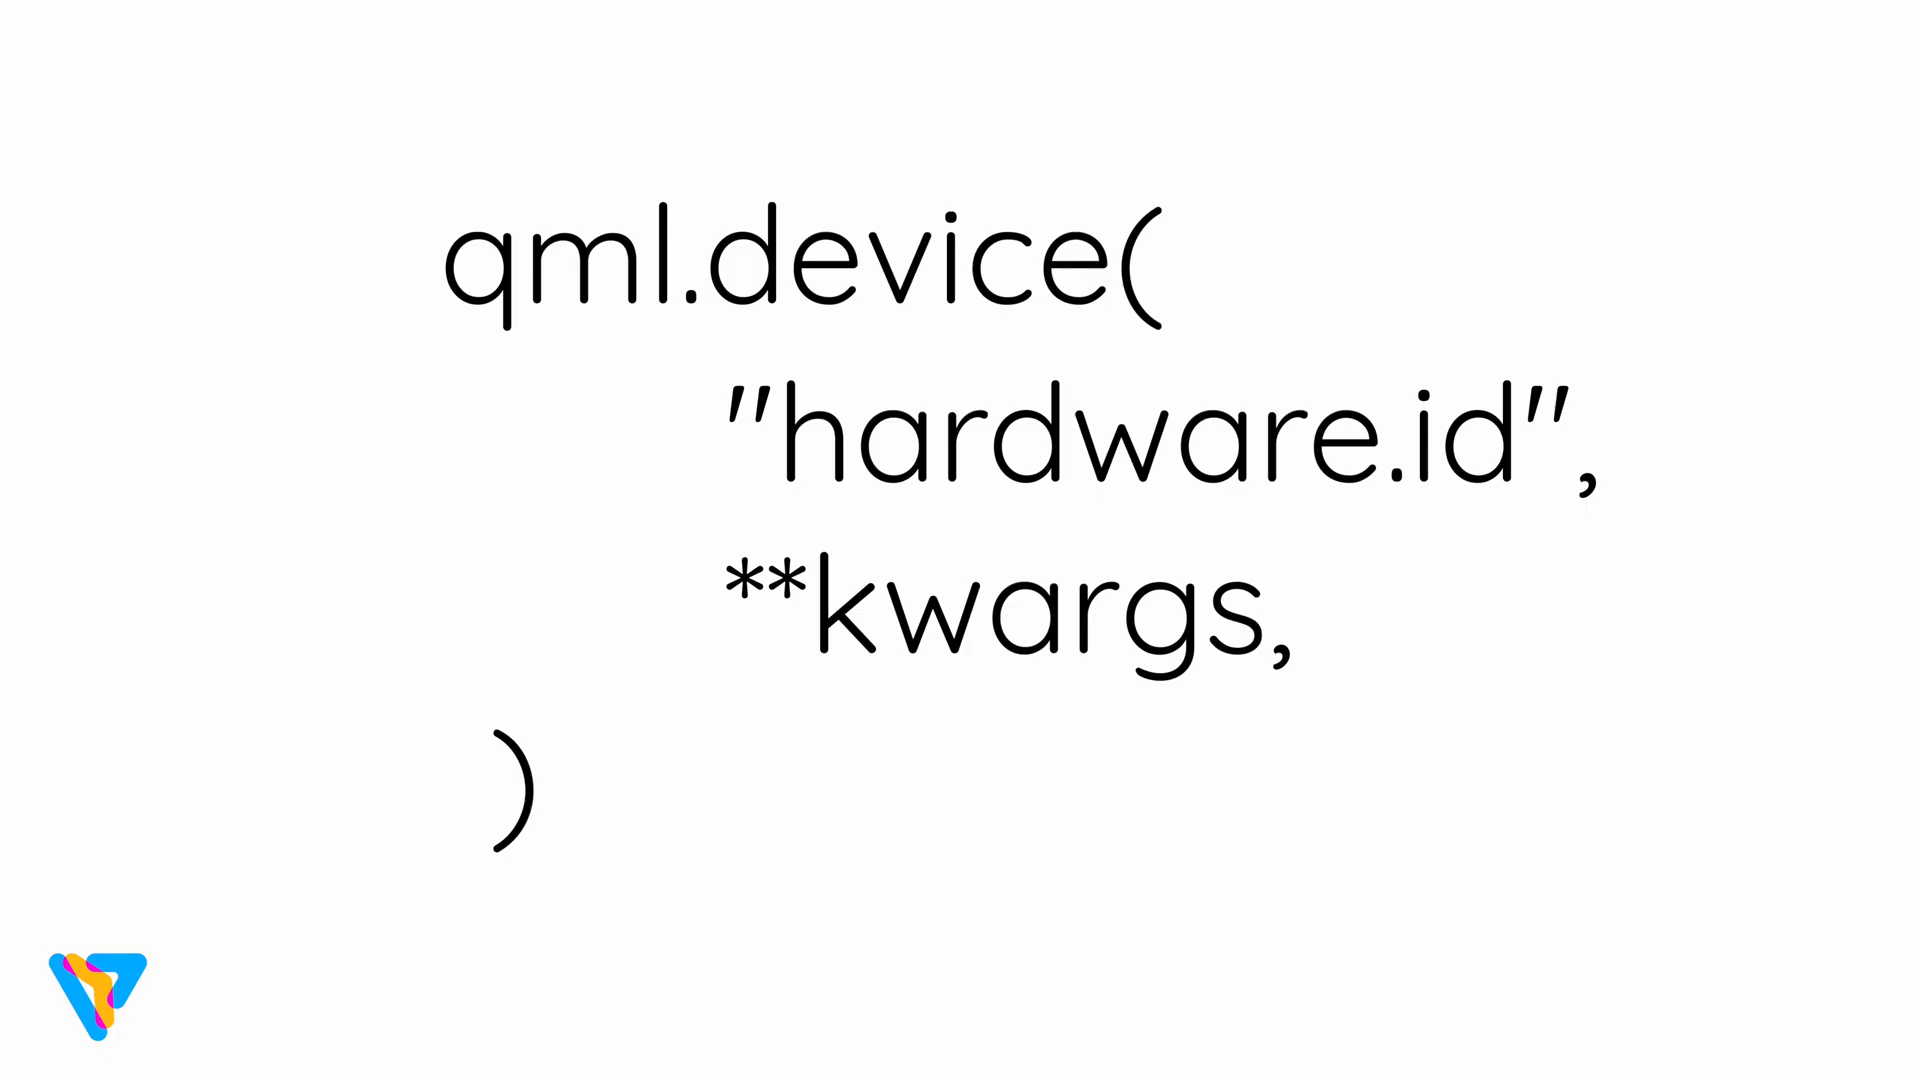 qml.device(
"hardware.id",
**kwargs,
)